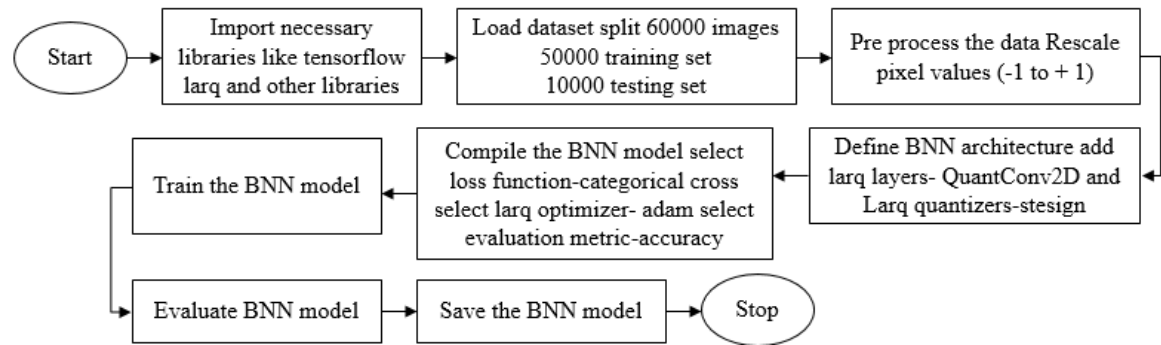 Start
Import necessary
libraries like tensorflow
larq and other libraries
Load dataset split 60000 images
50000 training set
10000 testing set
Pre process the data Rescale
pixel values (-1 to + 1)
Define BNN architecture add
larq layers- QuantConv2D and
Larq quantizers-stesign
Compile the BNN model select
loss function-categorical cross
select larq optimizer- adam select
evaluation metric-accuracy
Train the BNN model
Evaluate BNN model
Save the BNN model
Stop